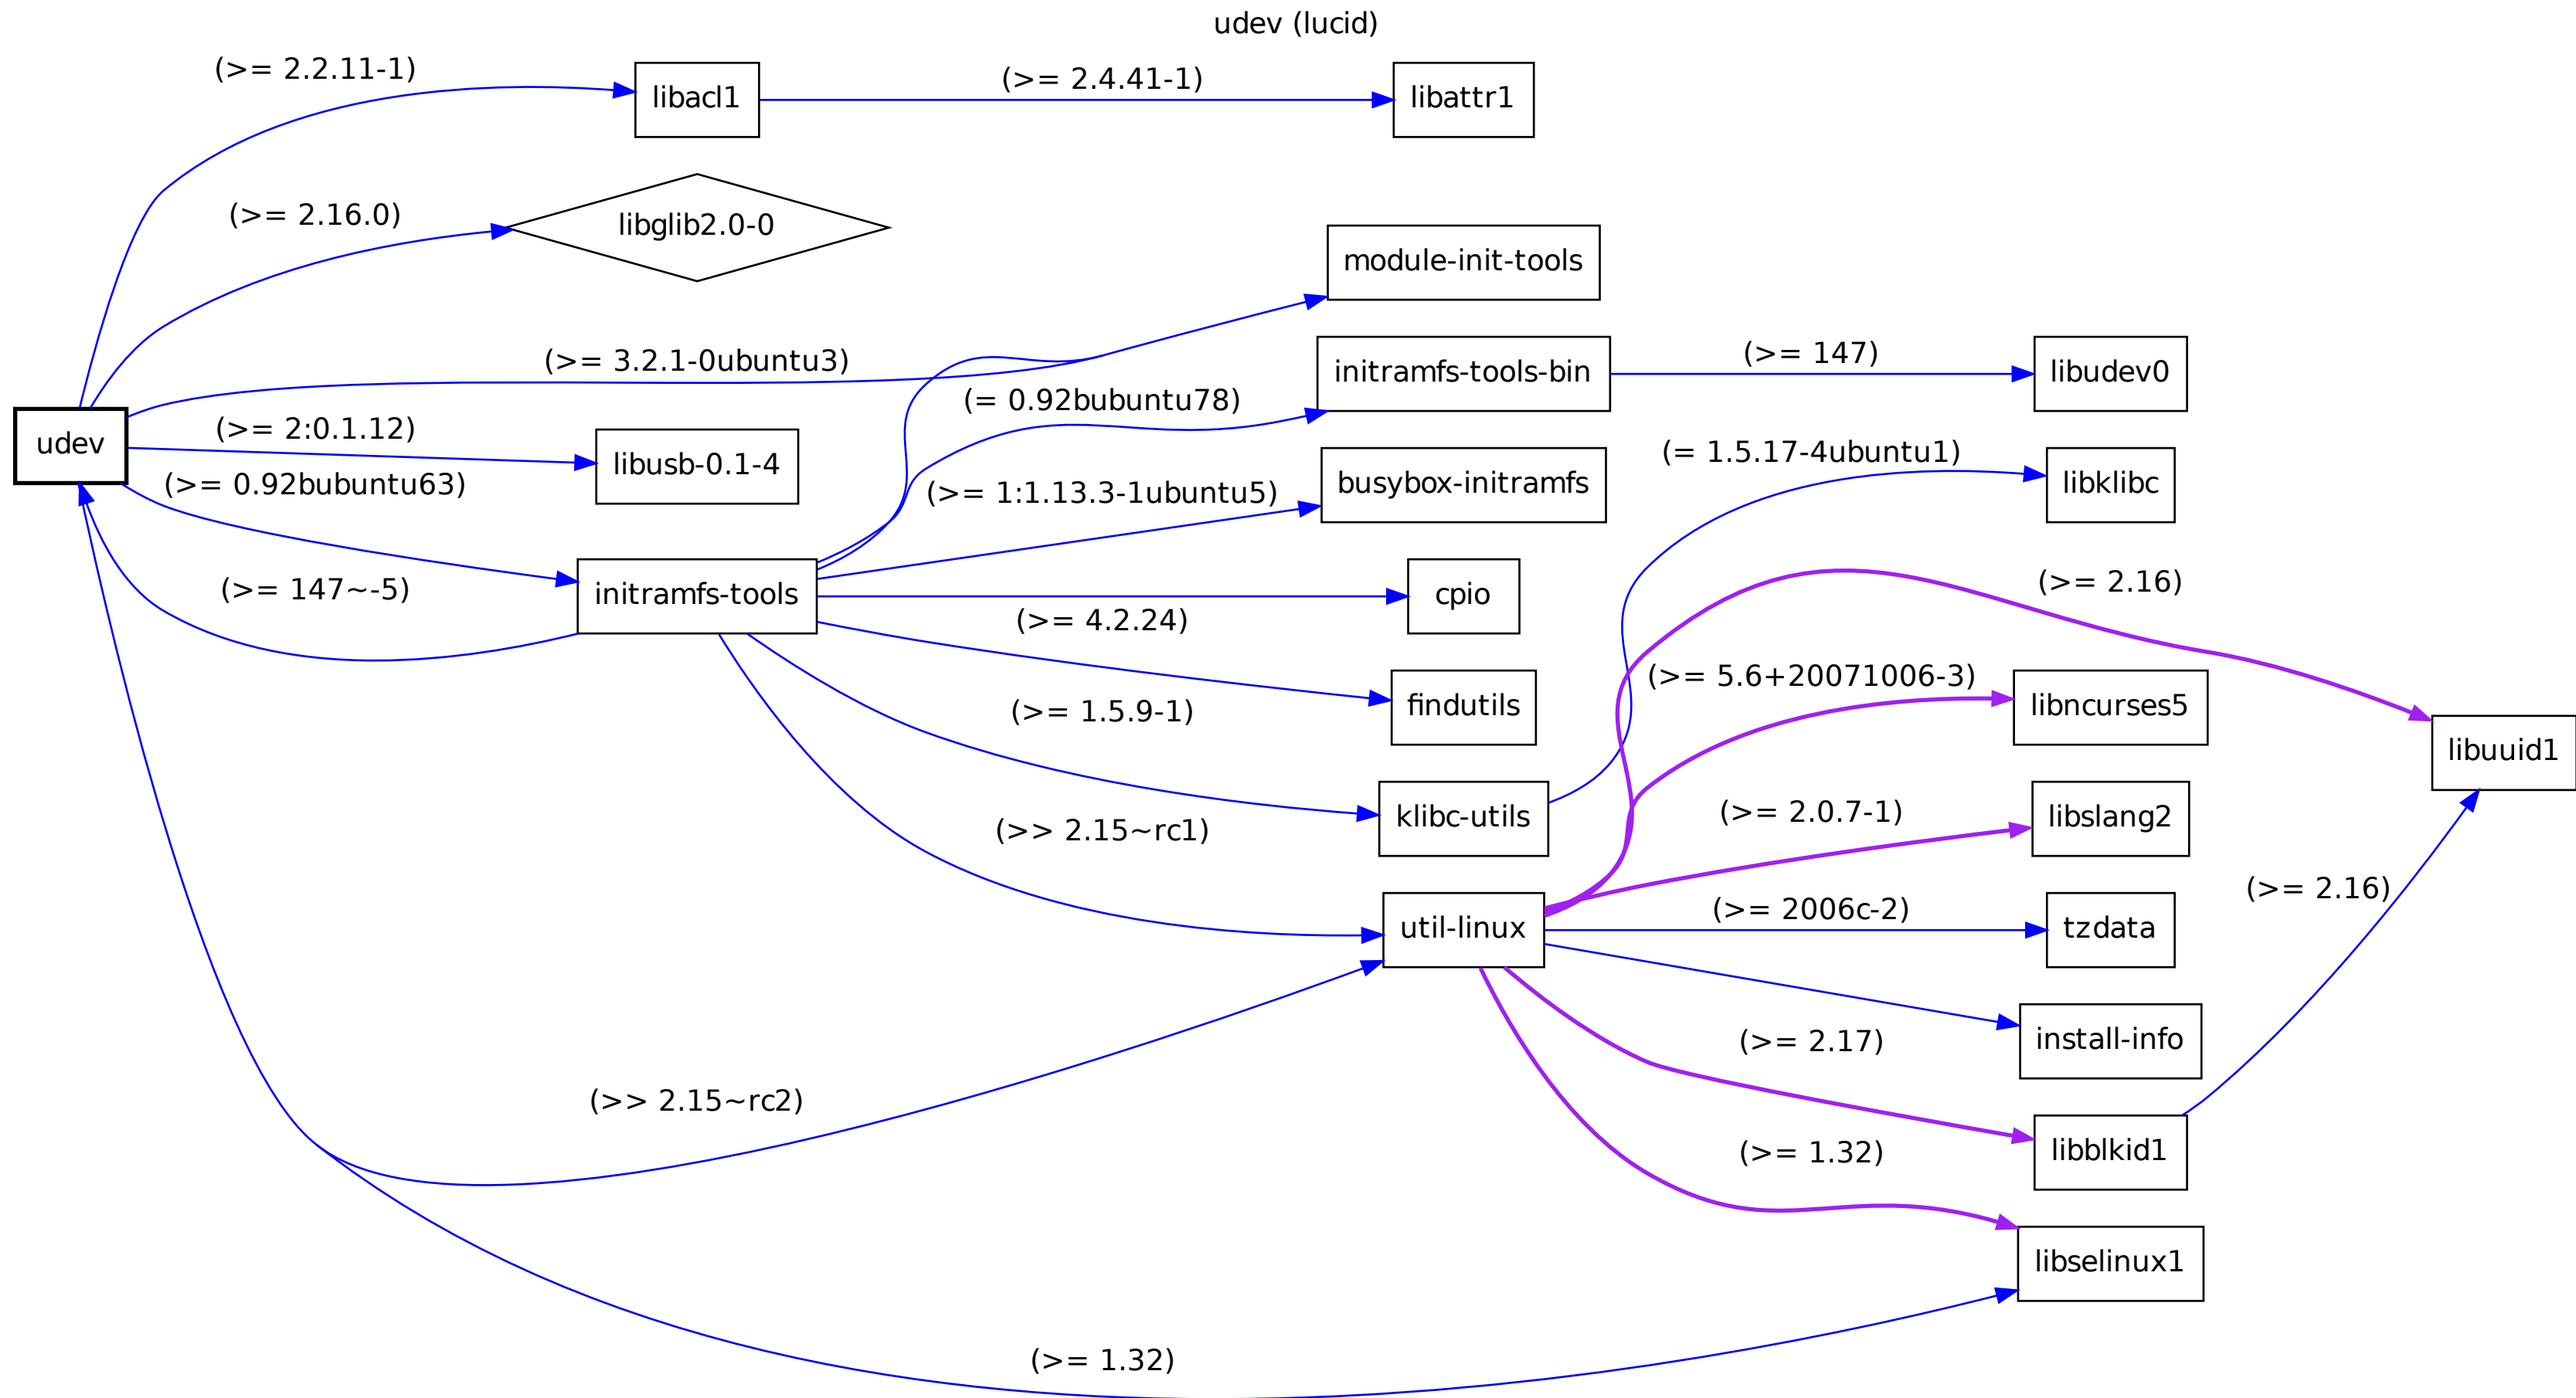 udev (lucid)
(>= 2.2.11-1)
libacl1
(>= 2.4.41-1)
libattr1
(>= 2.16.0)
libglib2.0-0
module-init-tools
(>= 3.2.1-0ubuntu3)
initramfs-tools-bin
(>= 147)
libudev0
(= 0.92bubuntu78)
udev
(>= 2:0.1.12)
libusb-0.1-4
(>= 0.92bubuntu63)
(>= 1:1.13.3-1ubuntu5)
busybox-initramfs
(= 1.5.17-4ubuntu1)
libklibc
(>= 147~-5)
initramfs-tools
cpio
(>= 2.16)
(>= 4.2.24)
findutils
(>= 5.6+20071006-3)
libncurses5
(>= 1.5.9-1)
libuuid1
klibc-utils
(>= 2.0.7-1)
libslang2
(>> 2.15~rc1)
util-linux
(>= 2006c-2)
tzdata
(>= 2.16)
install-info
(>= 2.17)
(>> 2.15~rc2)
libblkid1
(>= 1.32)
libselinux1
(>= 1.32)